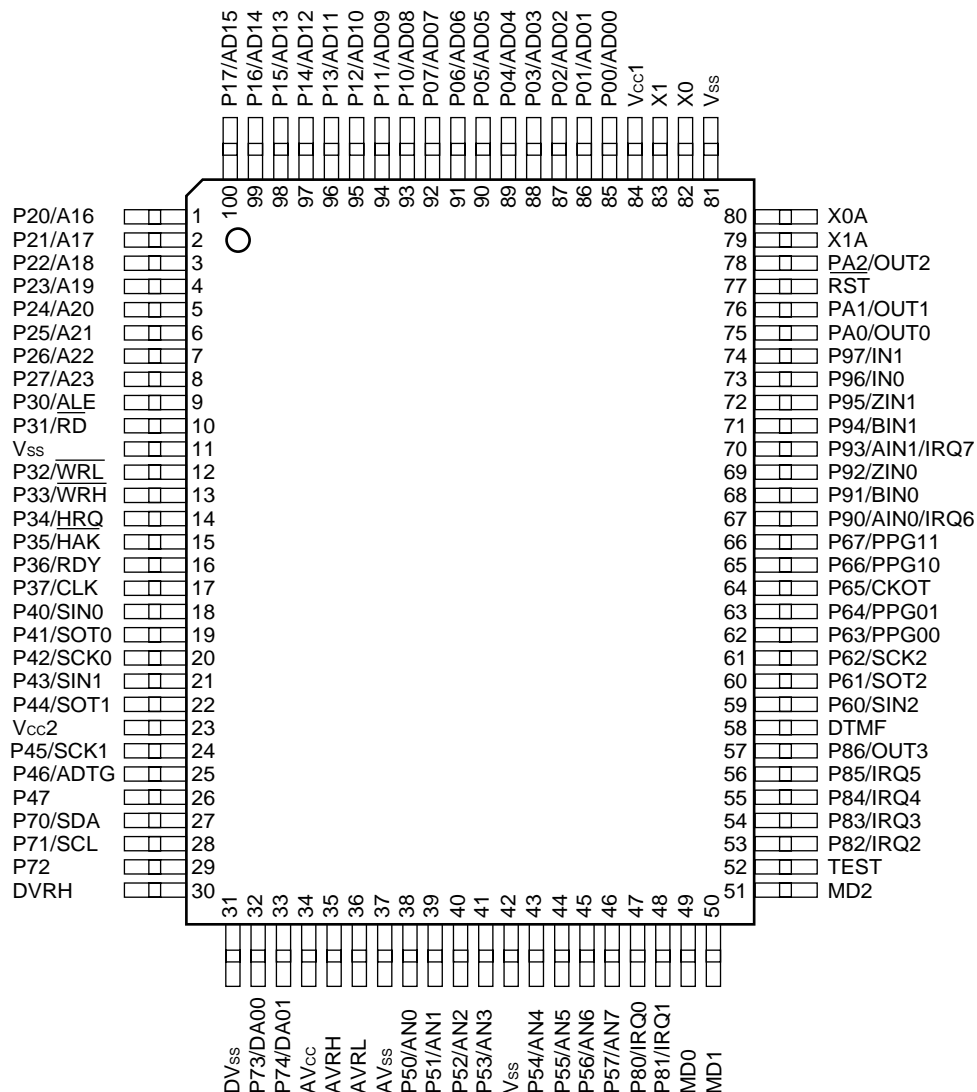 P17/AD15
P16/AD14
P15/AD13
P14/AD12
P13/AD11
P12/AD10
P11/AD09
P10/AD08
P07/AD07
P06/AD06
P05/AD05
P04/AD04
P03/AD03
P02/AD02
P01/AD01
P00/AD00
Vcc1
X1
X0
Vss
100
99
98
97
96
95
94
93
92
91
90
89
88
87
86
85
84
83
82
81
P20/A16 1 80 X0A
P21/A17 2 79 X1A
P22/A18 3 78 PA2/OUT2
P23/A19 4 77 RST
P24/A20 5 76 PA1/OUT1
P25/A21 6 75 PA0/OUT0
P26/A22 7 74 P97/IN1
P27/A23 8 73 P96/IN0
P30/ALE 9 72 P95/ZIN1
P31/RD 10 71 P94/BIN1
Vss 11 70 P93/AIN1/IRQ7
P32/WRL 12 69 P92/ZIN0
P33/WRH 13 68 P91/BIN0
P34/HRQ 14 67 P90/AIN0/IRQ6
P35/HAK 15 66 P67/PPG11
P36/RDY 16 65 P66/PPG10
P37/CLK 17 64 P65/CKOT
P40/SIN0 18 63 P64/PPG01
P41/SOT0 19 62 P63/PPG00
P42/SCK0 20 61 P62/SCK2
P43/SIN1 21 60 P61/SOT2
P44/SOT1 22 59 P60/SIN2
Vcc2 23 58 DTMF
P45/SCK1 24 57 P86/OUT3
P46/ADTG 25 56 P85/IRQ5
P47 26 55 P84/IRQ4
P70/SDA 27 54 P83/IRQ3
P71/SCL 28 53 P82/IRQ2
P72 29 52 TEST
DVRH 30 51 MD2
31
32
33
34
35
36
37
38
39
40
41
42
43
44
45
46
47
48
49
50
DVss
P73/DA00
P74/DA01
AVcc
AVRH
AVRL
AVss
P50/AN0
P51/AN1
P52/AN2
P53/AN3
Vss
P54/AN4
P55/AN5
P56/AN6
P57/AN7
P80/IRQ0
P81/IRQ1
MD0
MD1